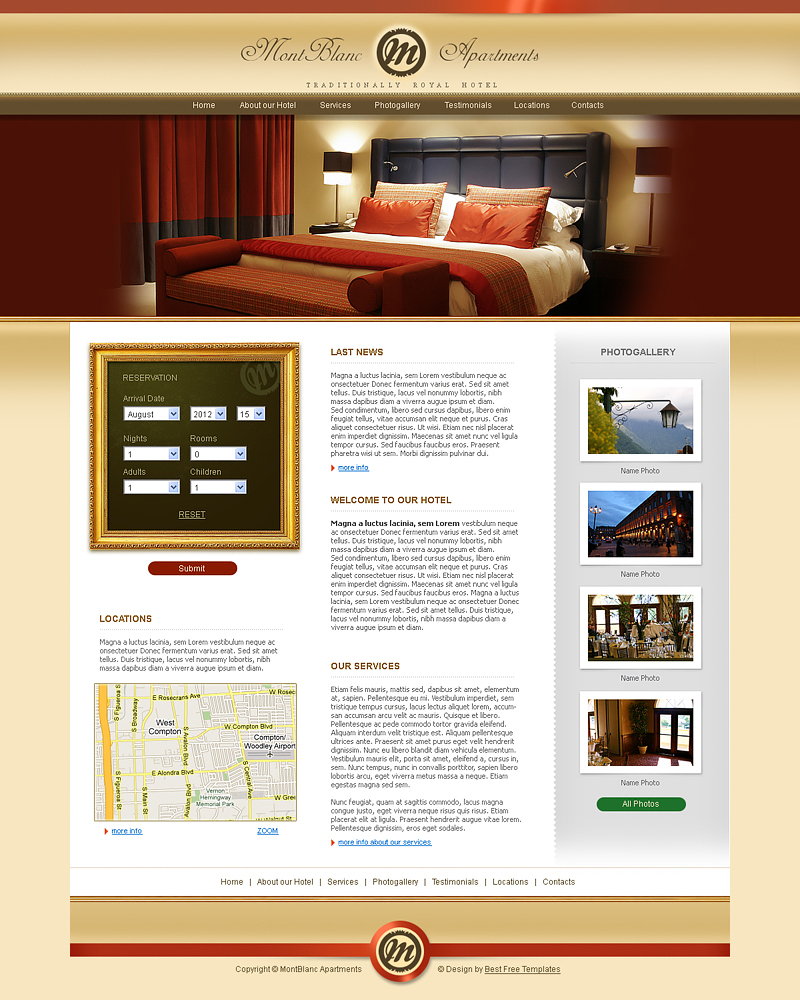 MontBlanc M Apartments
TRADITIONALLY ROYAL HOTEL
Home About our Hotel Services Photogallery Testimonials Locations Contacts
RESERVATION
Arrival Date
August 2012 15
Nights Rooms
1 0
Adults Children
1 1
RESET
Submit
LOCATIONS
Magna a luctus lacinia, sem Lorem vestibulum neque ac
onsectetuer Donec fermentum varius erat. Sed sit amet
tellus. Duis tristique, lacus vel nonummy lobortis, nibh
massa dapibus diam
E Rosecrans Ave
W Rosec
S Figueroa S
S Broadway
West
Compton
W Compton Blvd
Compton/
Woodley Airport
S Avalon Blvd
E Alondra Blvd
S Figueroa St
S Main St
Avalon Blvd
S Central Ave
Vernon
Hemingway
Memorial Park
W Gree
W Walnut St
more info ZOOM
LAST NEWS
Magna a luctus lacinia, sem Lorem vestibulum neque ac
onsectetuer Donec fermentum varius erat. Sed sit amet
tellus. Duis tristique, lacus vel nonummy lobortis, nibh
massa dapibus diam a viverra augue ipsum et diam.
Sed condimentum, libero sed cursus dapibus, libero enim
feugiat tellus, vitae accumsan elit neque et purus. Cras
aliquet consectetuer risus. Ut wisi. Etiam nec nisl placerat
enim imperdiet dignissim. Maecenas sit amet nunc vel ligula
tempor cursus. Sed faucibus faucibus eros. Praesent
pharetra wisi ut sem. Morbi dignissim pulvinar dui.
more info
WELCOME TO OUR HOTEL
Magna a luctus lacinia, sem Lorem vestibulum neque
ac onsectetuer Donec fermentum varius erat. Sed sit amet
tellus. Duis tristique, lacus vel nonummy lobortis, nibh
massa dapibus diam a viverra augue ipsum et diam.
Sed condimentum, libero sed cursus dapibus, libero enim
feugiat tellus, vitae accumsan elit neque et purus. Cras
aliquet consectetuer risus. Ut wisi. Etiam nec nisl placerat
enim imperdiet dignissim. Maecenas sit amet nunc vel ligula
tempor cursus. Sed faucibus faucibus eros. Magna a luctus
lacinia, sem Lorem vestibulum neque ac onsectetuer Donec
fermentum varius erat. Sed sit amet tellus. Duis tristique,
lacus vel nonummy lobortis, nibh massa dapibus diam a
viverra augue ipsum et diam.
OUR SERVICES
Etiam felis mauris, mattis sed, dapibus sit amet, elementum
at, sapien. Pellentesque eu mi. Vestibulum imperdiet, sem
tristique tempus cursus, lacus lectus aliquet lorem, accum-
san accumsan arcu velit ac mauris. Quisque et libero.
Pellentesque ac pede commodo tortor gravida eleifend.
Aliquam interdum velit tristique est. Aliquam pellentesque
ultrices ante. Praesent sit amet purus eget velit hendrerit
dignissim. Nunc eu libero blandit diam vehicula elementum.
Vestibulum mauris elit, porta sit amet, eleifend a, cursus in,
sem. Nunc tempus, nunc in convallis porttitor, sapien libero
lobortis arcu, eget viverra metus massa a neque. Etiam
egestas magna sed sem.
Nunc feugiat, quam at sagittis commodo, lacus magna
congue justo, eget viverra neque risus quis risus. Etiam
placerat elit at ligula. Praesent hendrerit augue vitae lorem.
Pellentesque dignissim, eros eget sodales.
more info about our services
PHOTOGALLERY
Name Photo
Name Photo
Name Photo
Name Photo
All Photos
Home | About our Hotel | Services | Photogallery | Testimonials | Locations | Contacts
M
Copyright © MontBlanc Apartments © Design by Best Free Templates